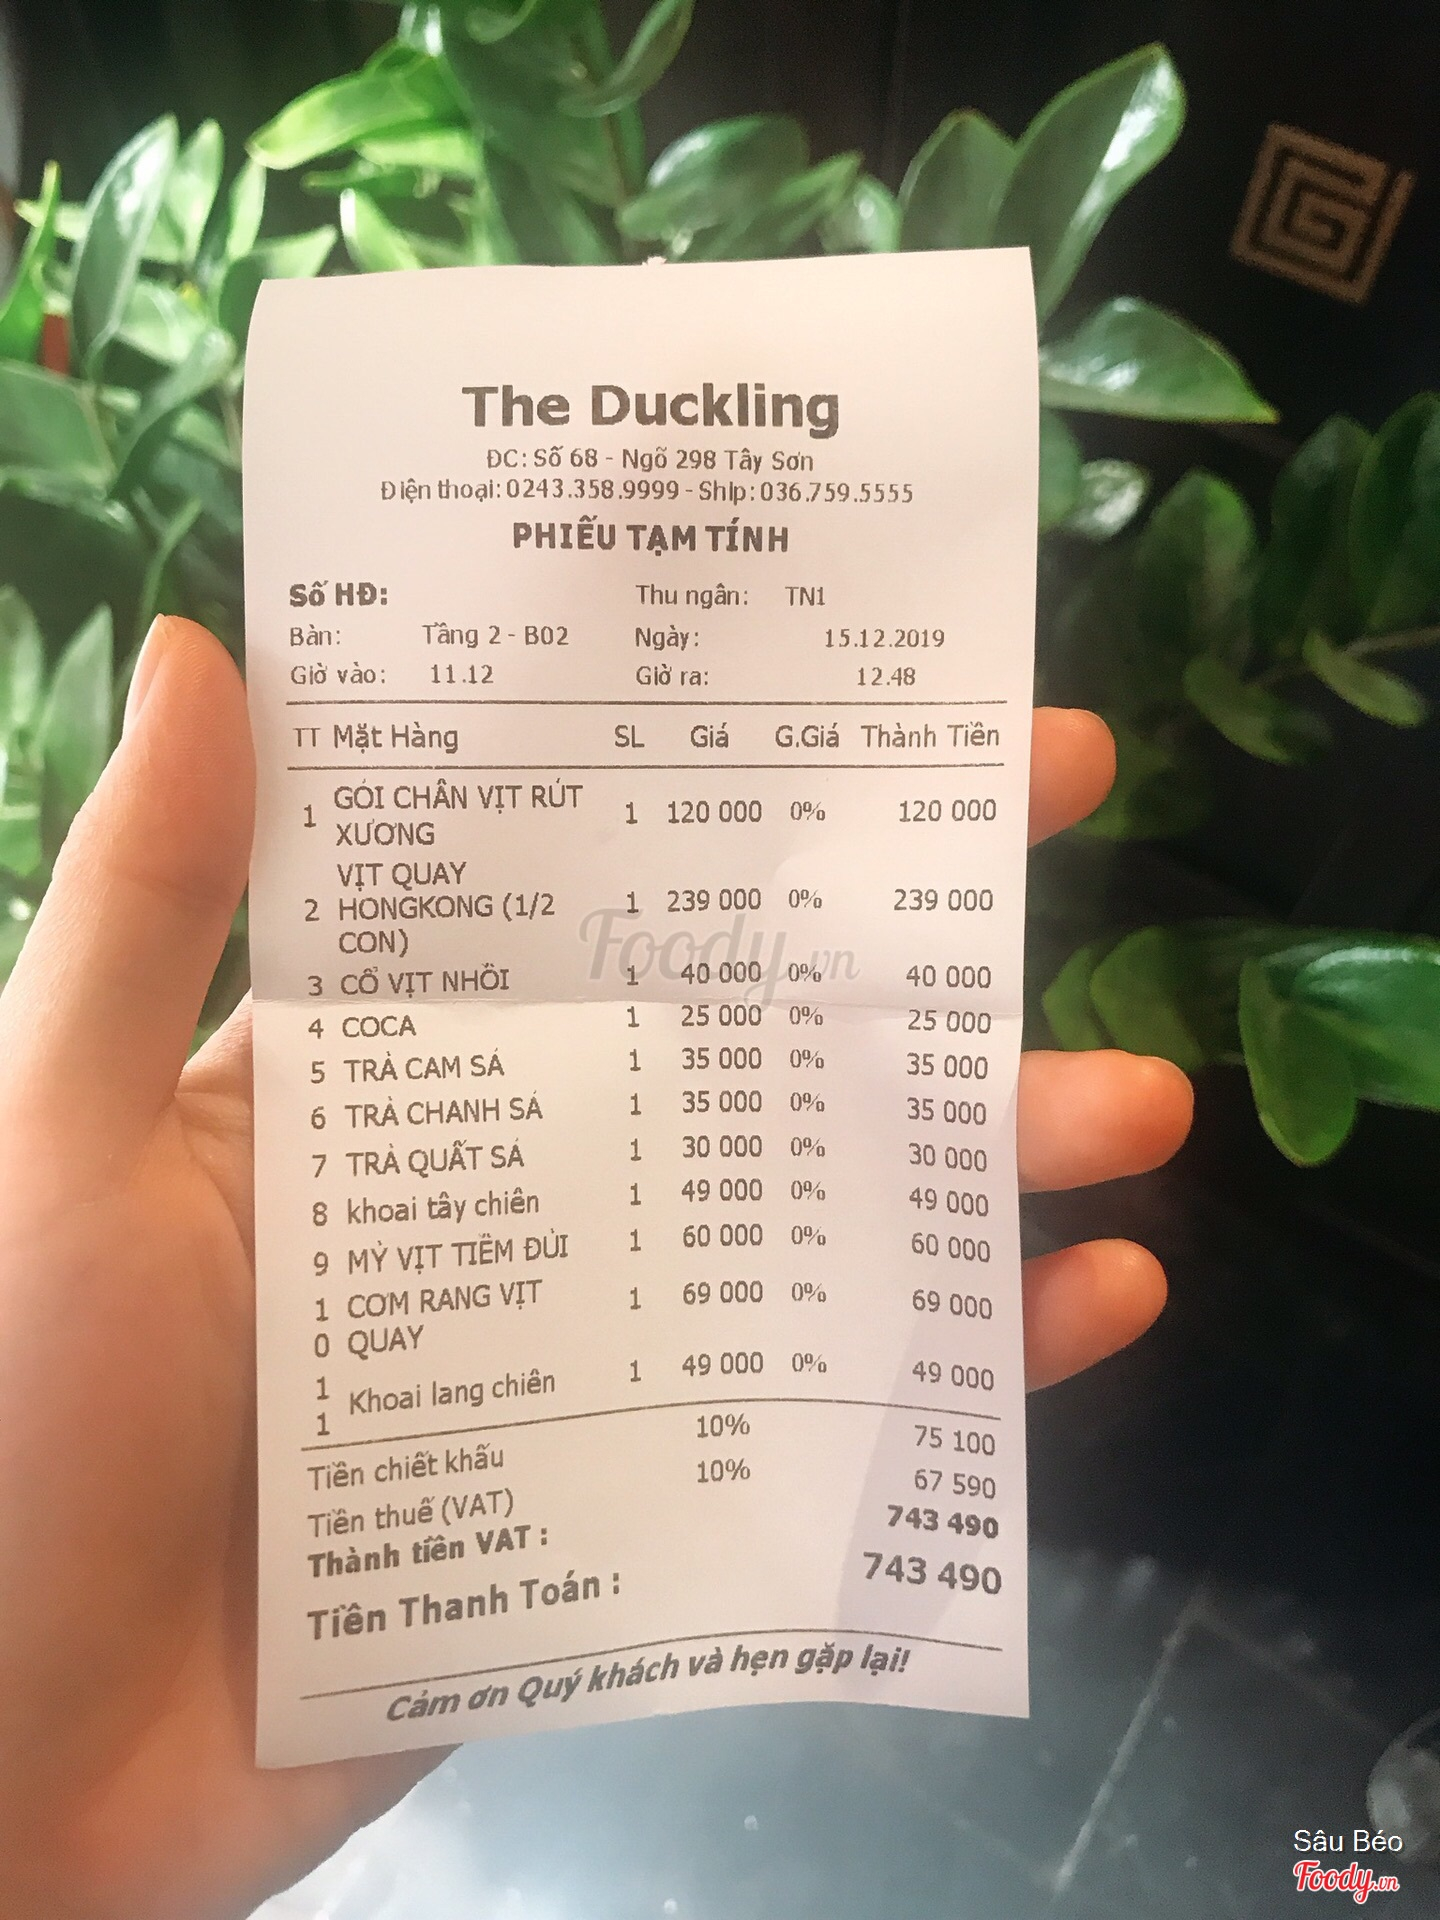 The Duckling
ĐC: Số 68 - Ngõ 298 Tây Sơn
Điện thoại: 0243.358.9999 - Ship: 036.759.5555
PHIẾU TẠM TÍNH
Số HĐ: Thu ngân: TN1
Bàn: Tầng 2 - B02 Ngày: 15.12.2019
Giờ vào: 11.12 Giờ ra: 12.48
TT Mặt Hàng SL Giá G.Giá Thành Tiền
1 GỎI CHÂN VỊT RÚT XƯƠNG 1 120 000 0% 120 000
2 VỊT QUAY HONGKONG (1/2 CON) 1 239 000 0% 239 000
3 CỔ VỊT NHỒI 1 40 000 0% 40 000
4 COCA 1 25 000 0% 25 000
5 TRÀ CAM SẢ 1 35 000 0% 35 000
6 TRÀ CHANH SẢ 1 35 000 0% 35 000
7 TRÀ QUẤT SẢ 1 30 000 0% 30 000
8 khoai tây chiên 1 49 000 0% 49 000
9 MỲ VỊT TIỀM ĐÙI 1 60 000 0% 60 000
10 CƠM RANG VỊT QUAY 1 69 000 0% 69 000
11 Khoai lang chiên 1 49 000 0% 49 000
Tiền chiết khấu 10% 75 100
Tiền thuế (VAT) 10% 67 590
Thành tiền VAT : 743 490
Tiền Thanh Toán : 743 490
Cảm ơn Quý khách và hẹn gặp lại!
Foody.vn
Sâu Béo
Foody.vn